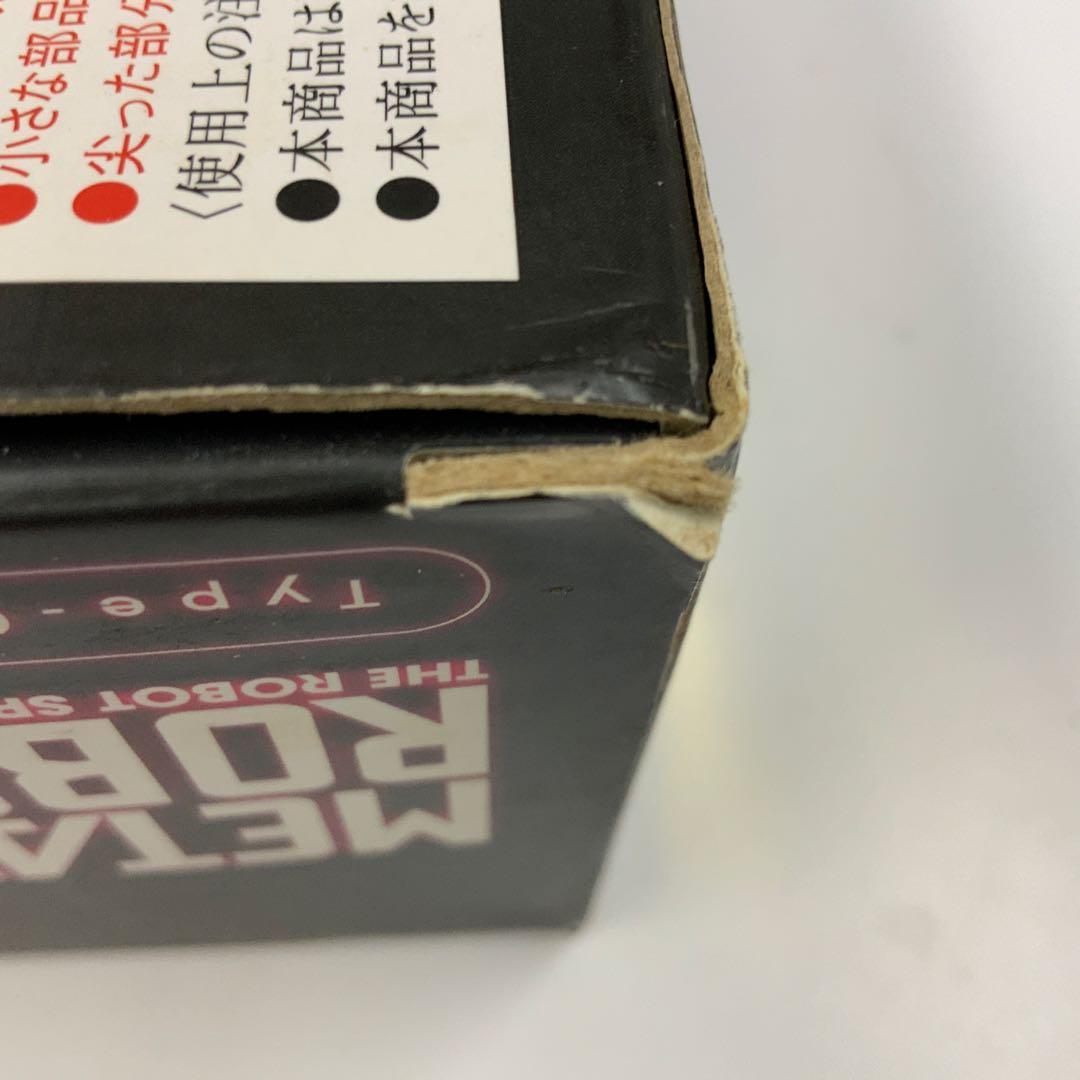 ●小さな部品
●尖った部分
〈使用上の注
●本商品は
●本商品を
Type-
THE ROBOT SP
META
ROB